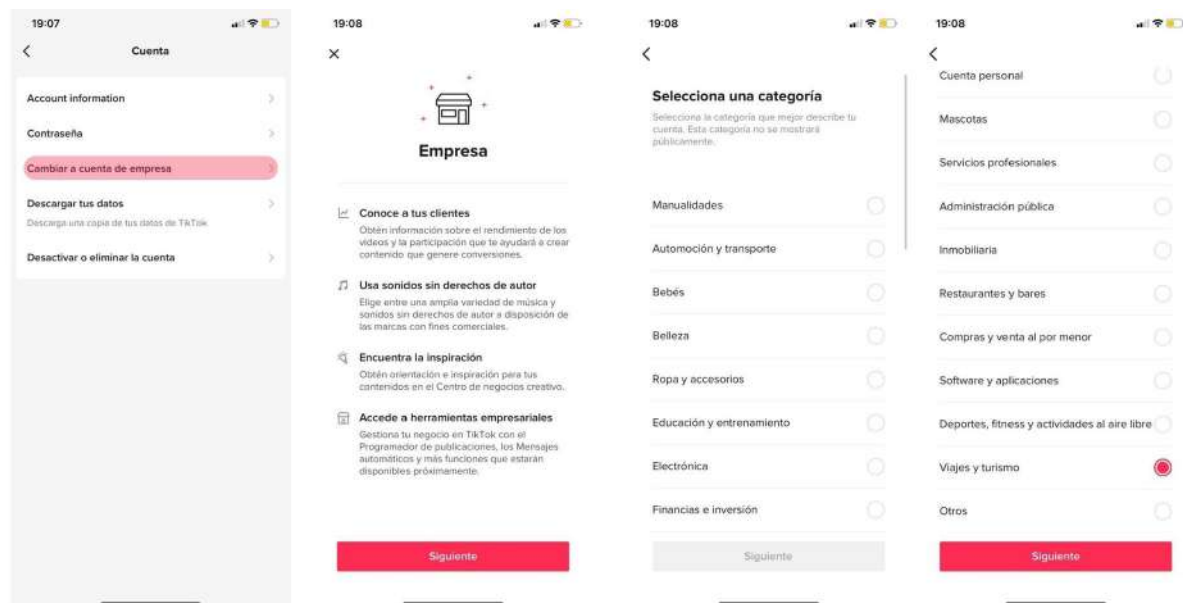 19:07
Cuenta
Account information
Contraseña
Cambiar a cuenta de empresa
Descargar tus datos
Descarga una copia de tus datos de TikTok
Desactivar o eliminar la cuenta
19:08
Empresa
Conoce a tus clientes
Obtén información sobre el rendimiento de los
videos y la participación que te ayudará a crear
contenido que genere conversiones.
Usa sonidos sin derechos de autor
Elige entre una amplia variedad de música y
sonidos sin derechos de autor a disposición de
las marcas con fines comerciales.
Encuentra la inspiración
Obtén orientación e inspiración para tus
contenidos en el Centro de negocios creativo.
Accede a herramientas empresariales
Gestiona tu negocio en TikTok con el
Programador de publicaciones, los Mensajes
automáticos y más funciones que estarán
disponibles próximamente.
Siguiente
19:08
Selecciona una categoría
Selecciona la categoría que mejor describe tu
cuenta. Esta categoría no se mostrará
públicamente.
Manualidades
Automoción y transporte
Bebés
Belleza
Ropa y accesorios
Educación y entrenamiento
Electrónica
Financias e inversión
Siguiente
19:08
Cuenta personal
Mascotas
Servicios profesionales
Administración pública
Inmobiliaria
Restaurantes y bares
Compras y venta al por menor
Software y aplicaciones
Deportes, fitness y actividades al aire libre
Viajes y turismo
Otros
Siguiente